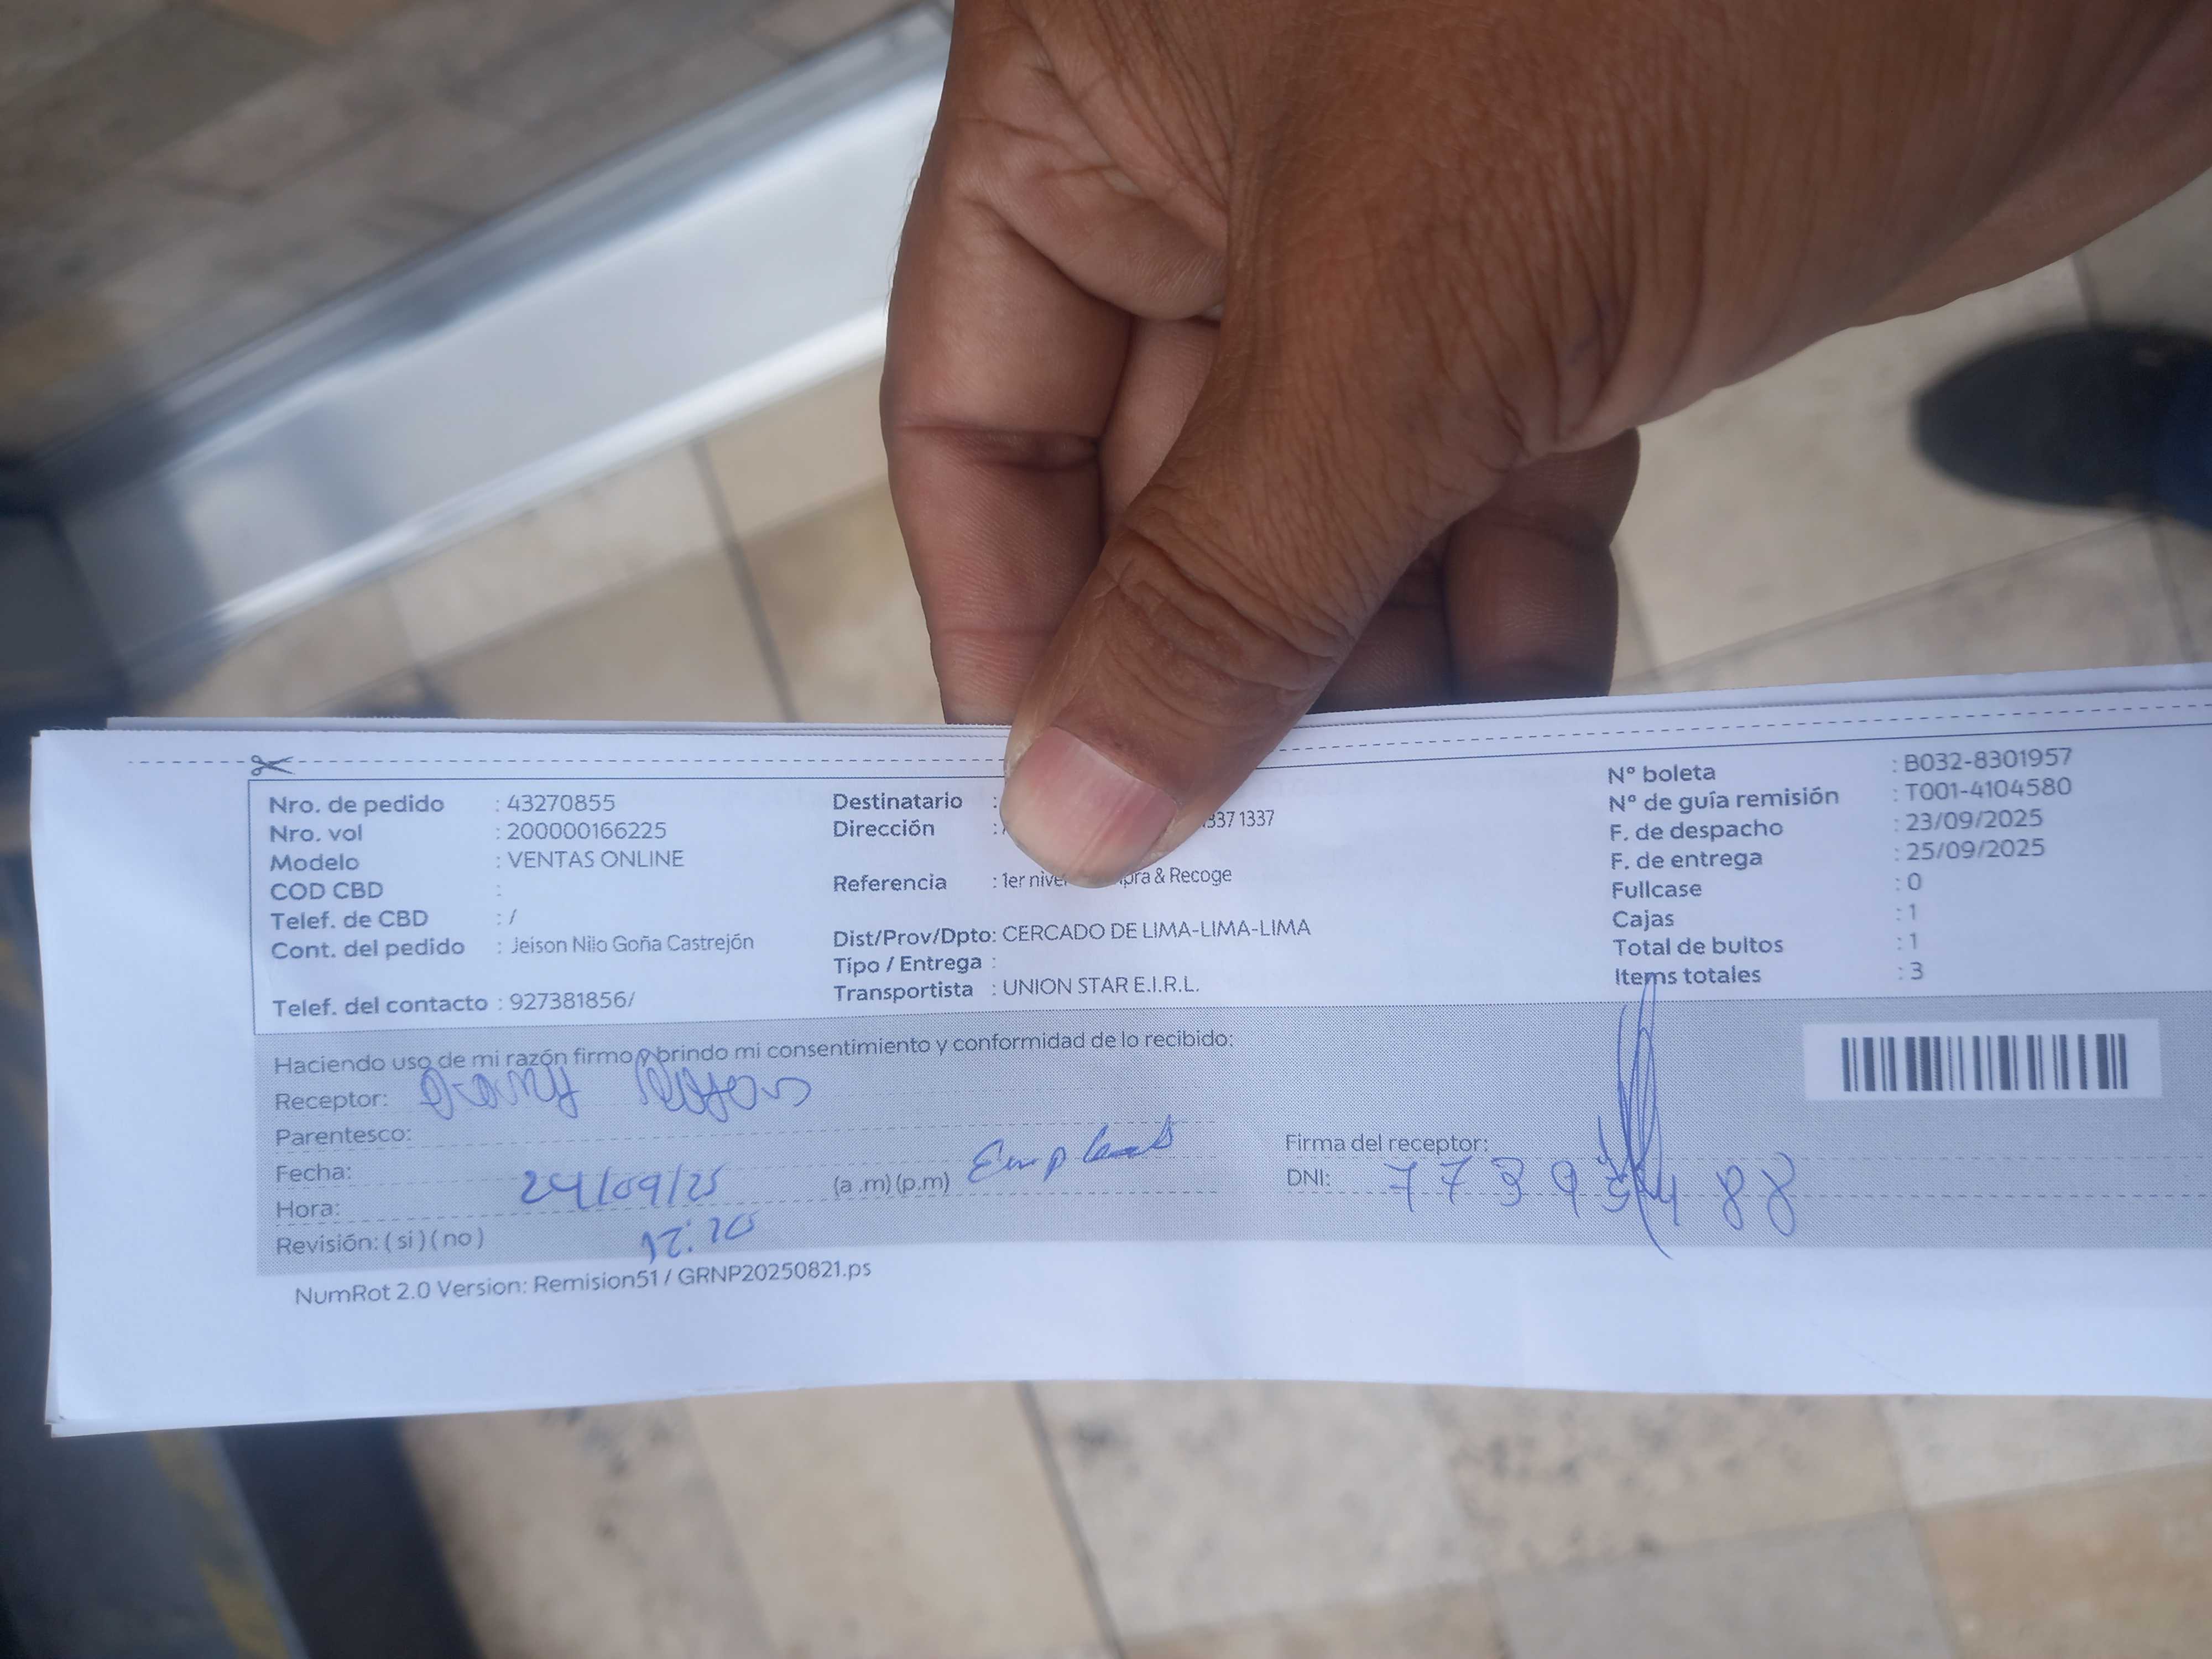 Nro. de pedido : 43270855
Nro. vol : 200000166225
Modelo : VENTAS ONLINE
COD CBD :
Telef. de CBD : /
Cont. del pedido : Jeison Niio Goña Castrejón
Telef. del contacto : 927381856/
Destinatario :
Dirección : 1337 1337
Referencia : 1er & Recoge
Dist/Prov/Dpto: CERCADO DE LIMA-LIMA-LIMA
Tipo / Entrega :
Transportista : UNION STAR E.I.R.L.
Nº boleta : B032-8301957
Nº de guía remisión : T001-4104580
F. de despacho : 23/09/2025
F. de entrega : 25/09/2025
Fullcase : 0
Cajas : 1
Total de bultos : 1
Items totales : 3
Haciendo uso de mi razón firmo y brindo mi consentimiento y conformidad de lo recibido:
Receptor:
Parentesco:
Fecha: 24/09/25 (a .m) (p.m)
Hora:
Revisión: ( si ) ( no )
Firma del receptor:
DNI:
NumRot 2.0 Version: Remision51 / GRNP20250821.ps